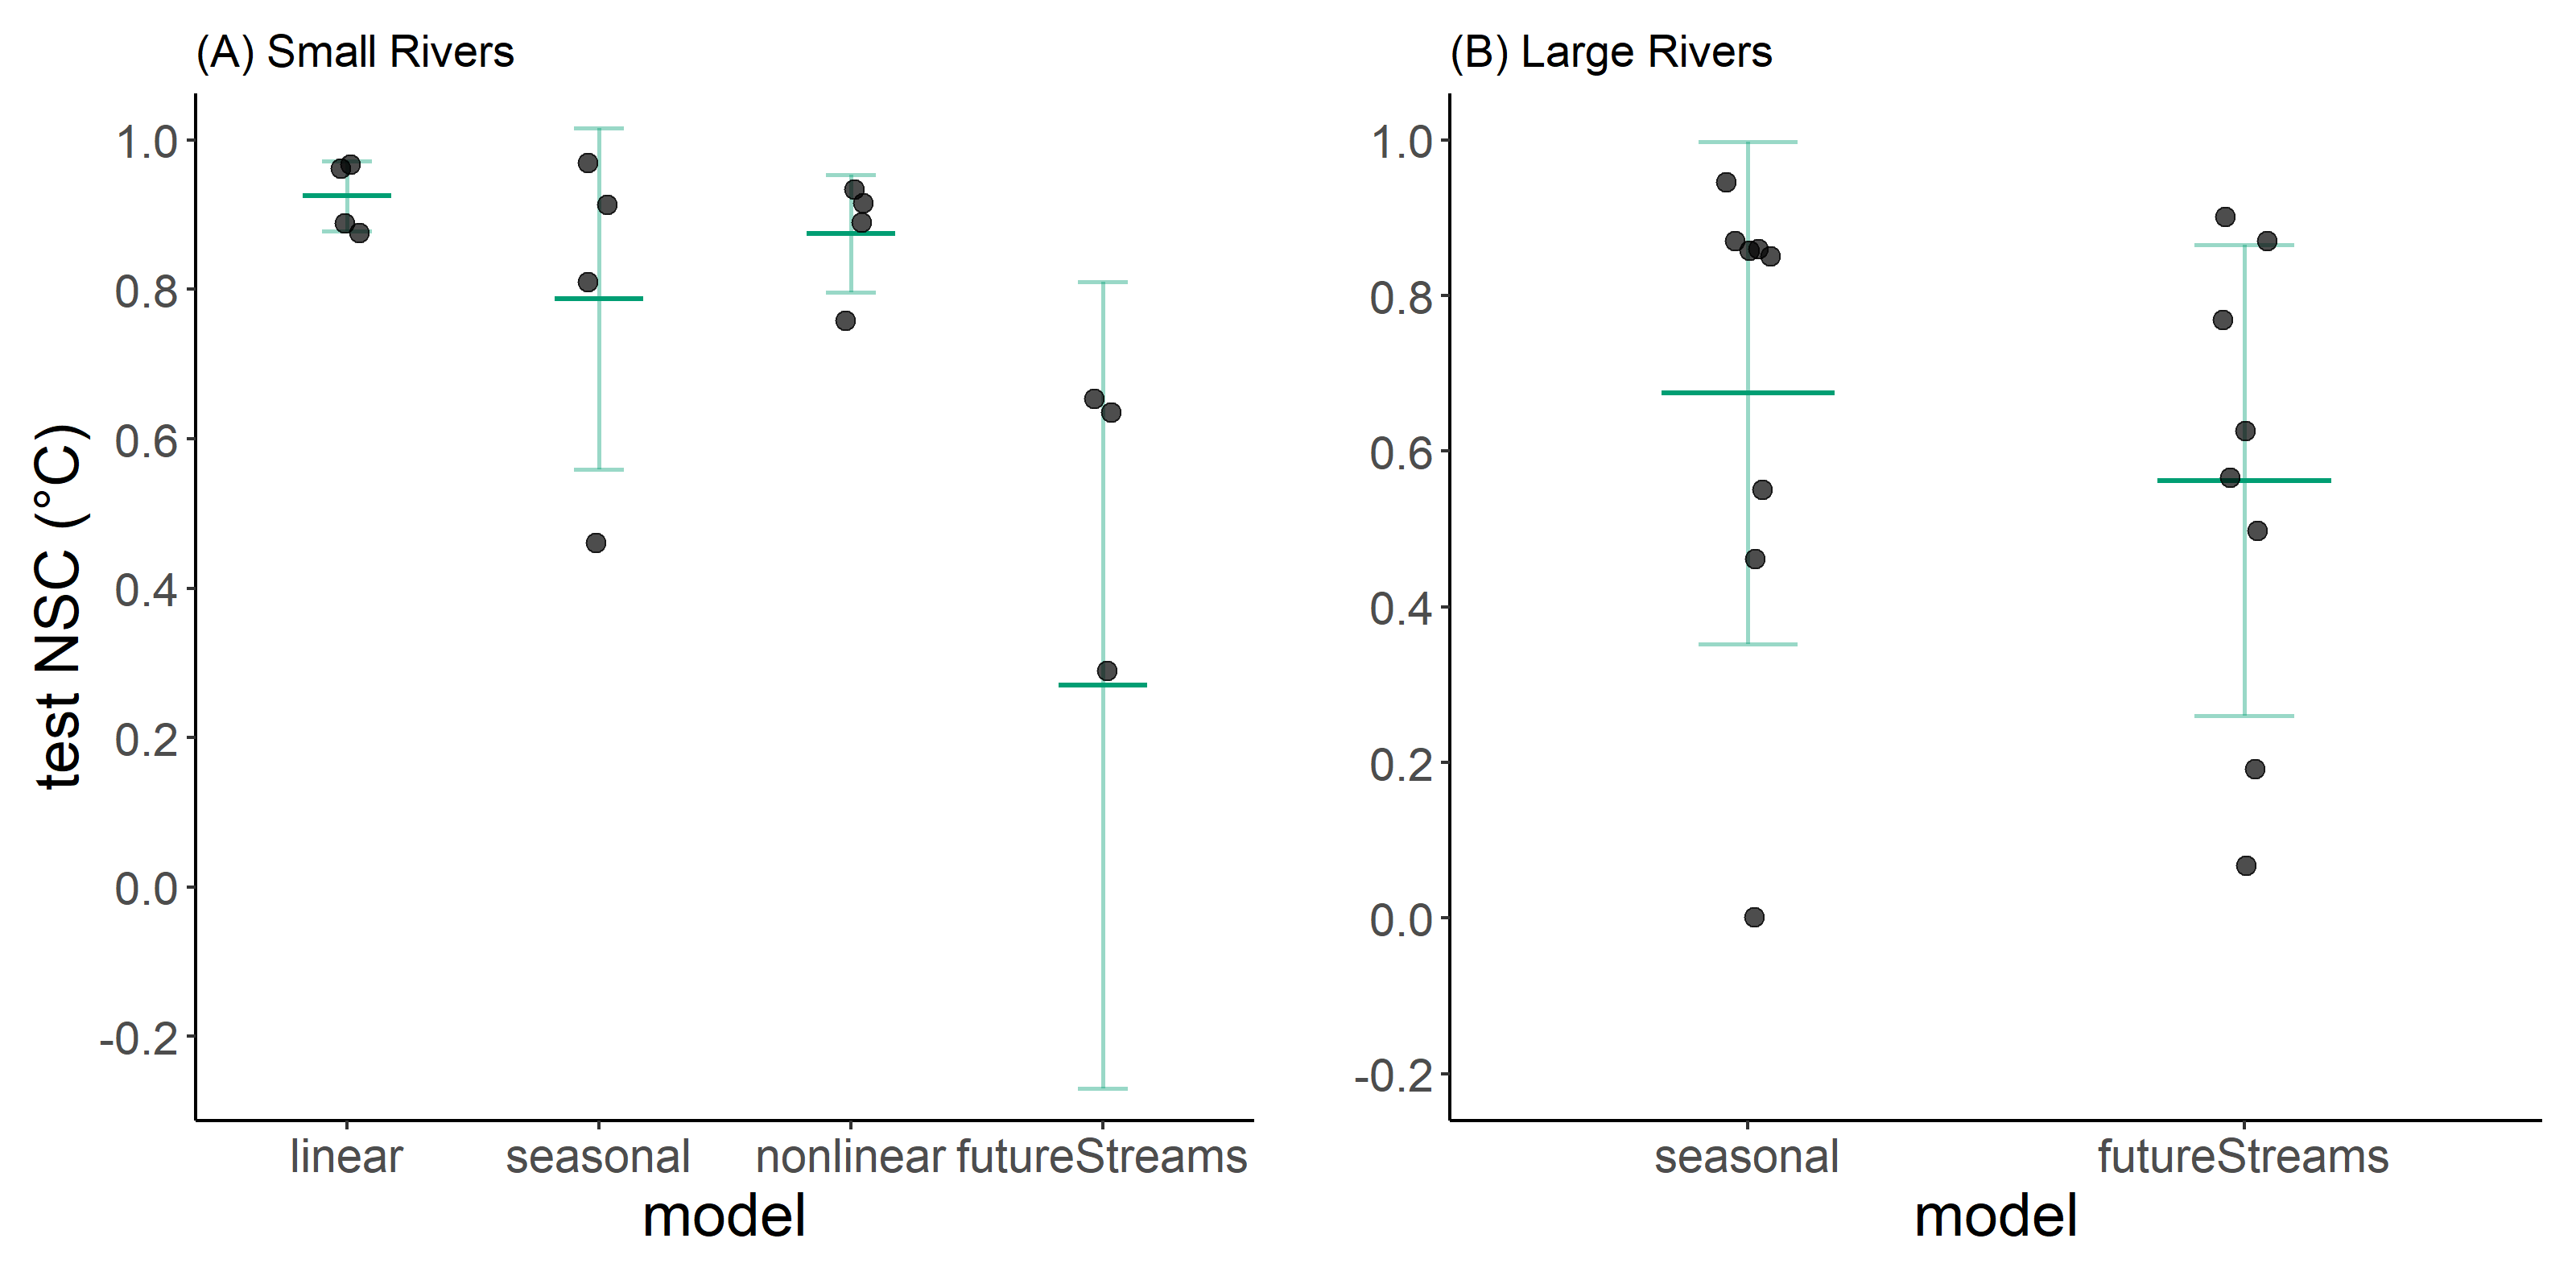 (A) Small Rivers
test NSC (°C)
1.0
0.8
0.6
0.4
0.2
0.0
-0.2
linear seasonal nonlinear futureStreams
model
(B) Large Rivers
1.0
0.8
0.6
0.4
0.2
0.0
-0.2
seasonal futureStreams
model